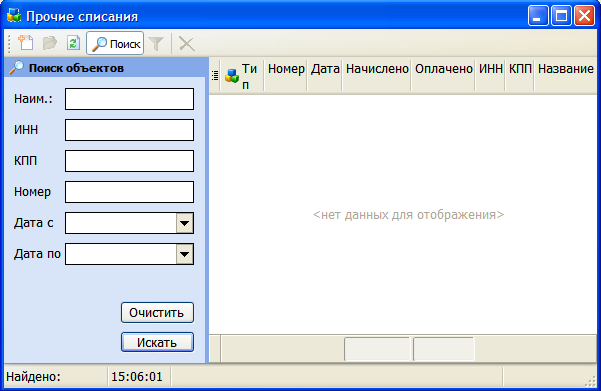 Прочие списания
Поиск
Поиск объектов
Наим.:
ИНН
КПП
Номер
Дата с
Дата по
Очистить
Искать
Ти
п
Номер Дата Начислено Оплачено ИНН КПП Название
<нет данных для отображения>
Найдено: 15:06:01